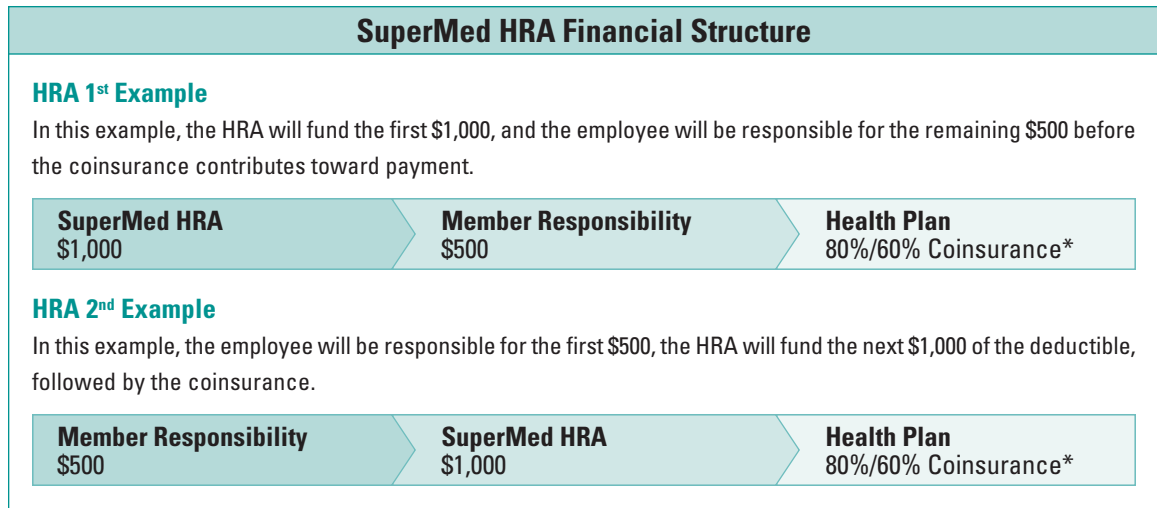 SuperMed HRA Financial Structure
HRA 1st Example
In this example, the HRA will fund the first $1,000, and the employee will be responsible for the remaining $500 before
the coinsurance contributes toward payment.
SuperMed HRA
$1,000
Member Responsibility
$500
Health Plan
80%/60% Coinsurance*
HRA 2nd Example
In this example, the employee will be responsible for the first $500, the HRA will fund the next $1,000 of the deductible,
followed by the coinsurance.
Member Responsibility
$500
SuperMed HRA
$1,000
Health Plan
80%/60% Coinsurance*